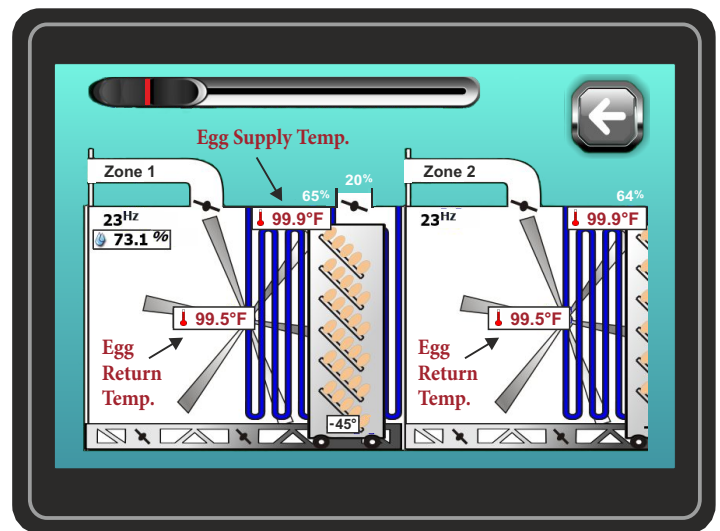 Egg Supply Temp.
Zone 1
Zone 2
65%
20%
64%
23Hz
99.9°F
23Hz
99.9°F
73.1 %
99.5°F
99.5°F
Egg
Return
Temp.
Egg
Return
Temp.
-45°